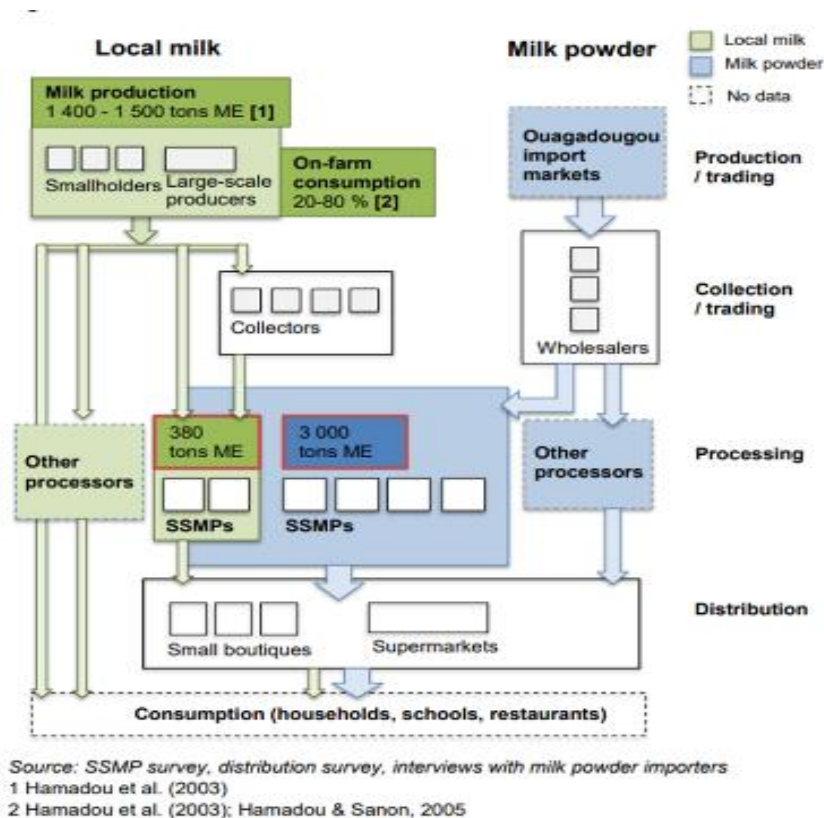 Local milk
Milk powder
Local milk
Milk powder
No data
Milk production
1 400 - 1 500 tons ME [1]
Smallholders
Large-scale
producers
On-farm
consumption
20-80 % [2]
Ouagadougou
import
markets
Production
/ trading
Collectors
Wholesalers
Collection
/ trading
Other
processors
380
tons ME
SSMPs
3 000
tons ME
SSMPs
Other
processors
Processing
Small boutiques
Supermarkets
Distribution
Consumption (households, schools, restaurants)
Source: SSMP survey, distribution survey, interviews with milk powder importers
1 Hamadou et al. (2003)
2 Hamadou et al. (2003); Hamadou & Sanon, 2005